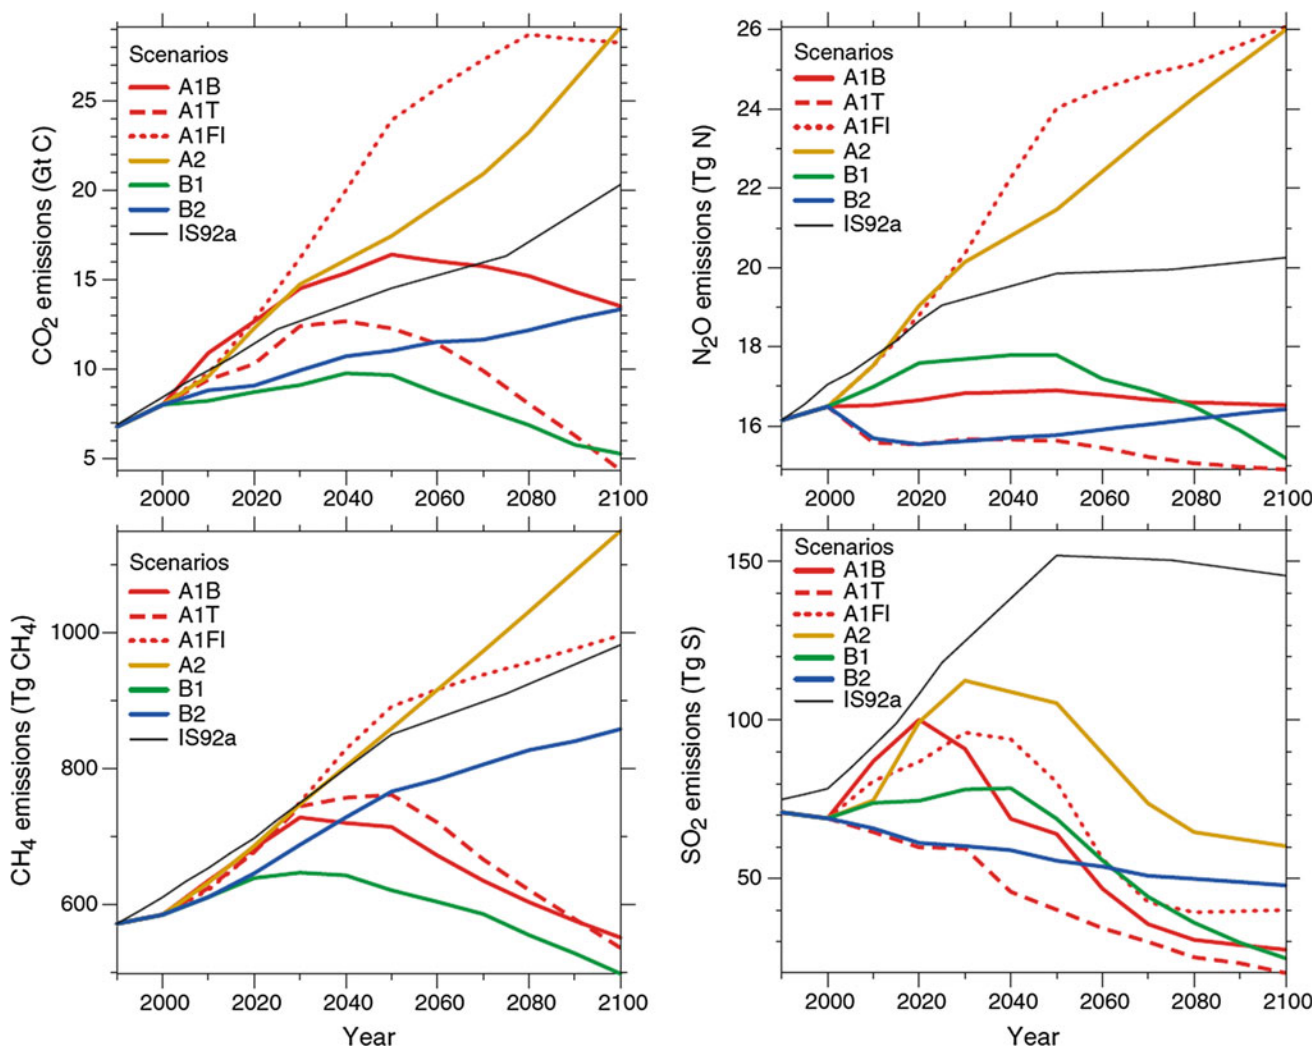 CO2 emissions (Gt C)
25
20
15
10
5
Scenarios
A1B
A1T
A1FI
A2
B1
B2
IS92a
2000 2020 2040 2060 2080 2100
N2O emissions (Tg N)
26
24
22
20
18
16
Scenarios
A1B
A1T
A1FI
A2
B1
B2
IS92a
2000 2020 2040 2060 2080 2100
CH4 emissions (Tg CH4)
1000
800
600
Scenarios
A1B
A1T
A1FI
A2
B1
B2
IS92a
2000 2020 2040 2060 2080 2100
Year
SO2 emissions (Tg S)
150
100
50
Scenarios
A1B
A1T
A1FI
A2
B1
B2
IS92a
2000 2020 2040 2060 2080 2100
Year